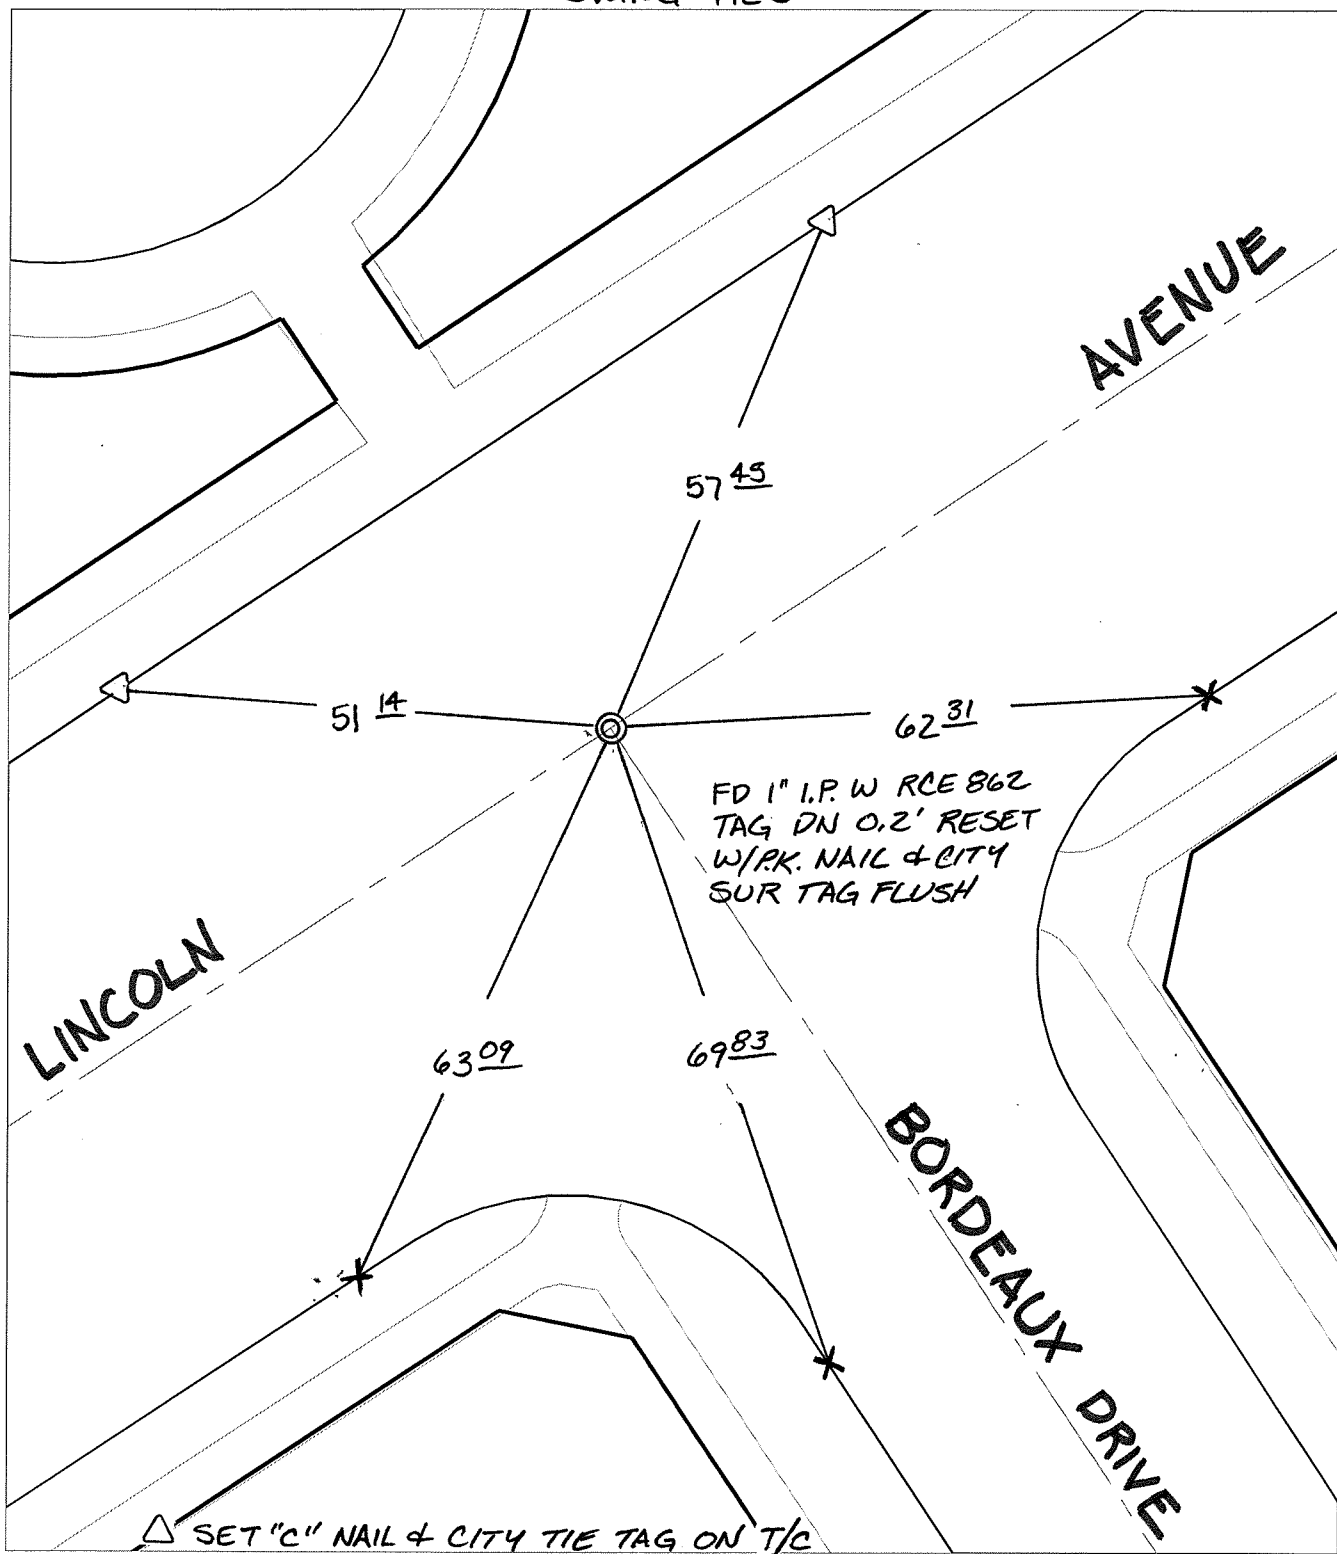 AVENUE
57 45
51 14
62 31
FD 1" I.P. W RCE 862
TAG DN 0.2' RESET
W/P.K. NAIL & CITY
SUR TAG FLUSH
LINCOLN
63 09
69 83
BORDEAUX DRIVE
△ SET "C" NAIL & CITY TIE TAG ON T/C